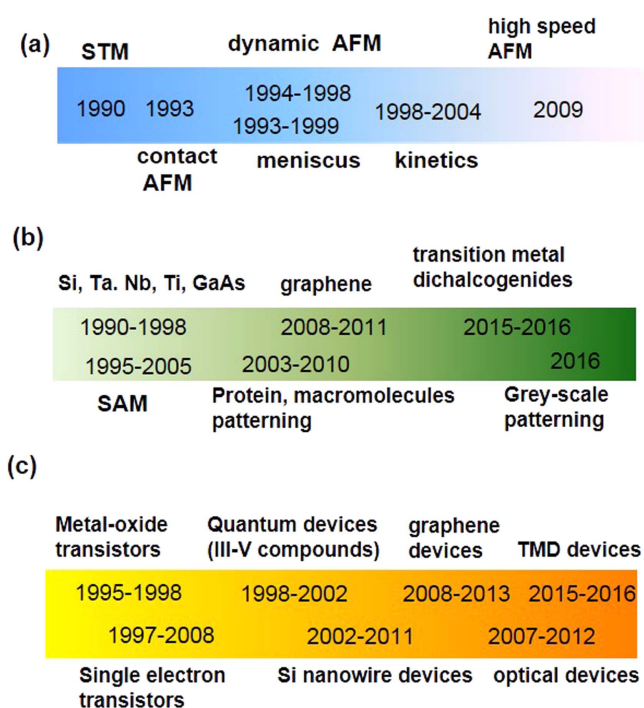 (a)
STM
dynamic AFM
high speed
AFM
1990
1993
1994-1998
1993-1999
1998-2004
2009
contact
AFM
meniscus
kinetics
(b)
Si, Ta. Nb, Ti, GaAs
graphene
transition metal
dichalcogenides
1990-1998
2008-2011
2015-2016
1995-2005
2003-2010
2016
SAM
Protein, macromolecules
patterning
Grey-scale
patterning
(c)
Metal-oxide
transistors
Quantum devices
(III-V compounds)
graphene
devices
TMD devices
1995-1998
1998-2002
2008-2013
2015-2016
1997-2008
2002-2011
2007-2012
Single electron
transistors
Si nanowire devices
optical devices